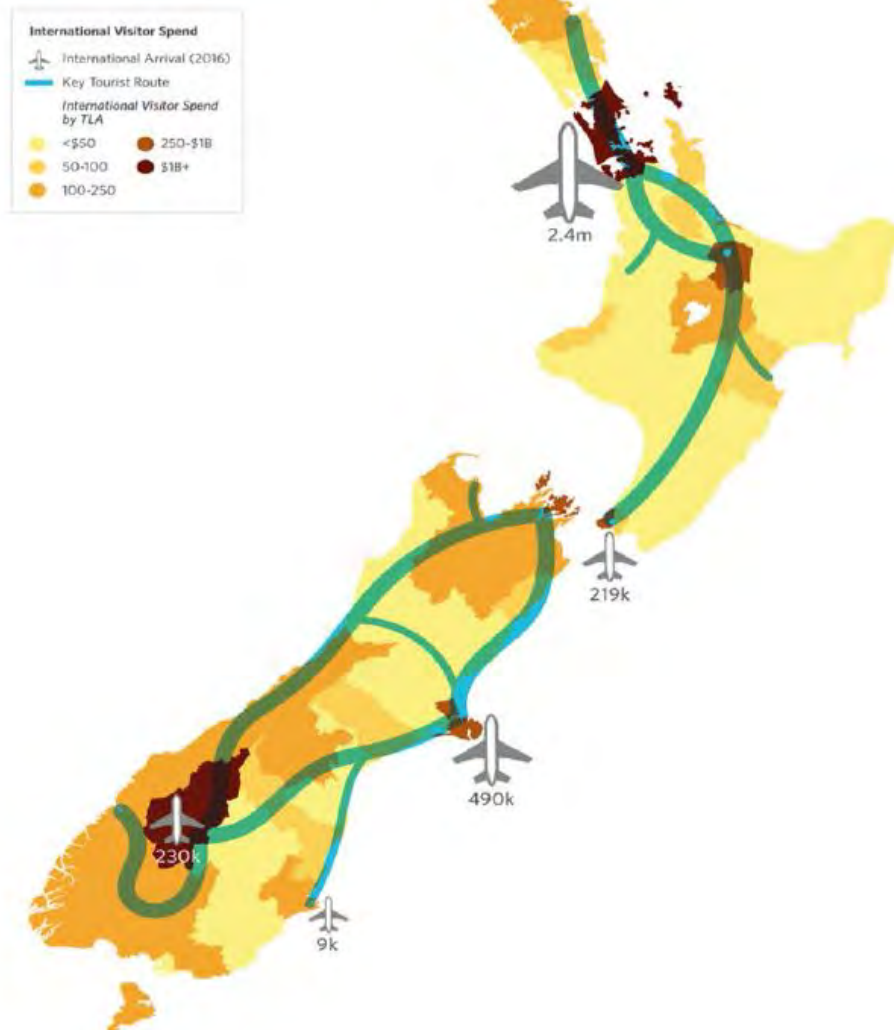 International Visitor Spend
International Arrival (2016)
Key Tourist Route
International Visitor Spend
by TLA
<$50
250-$1B
50-100
$1B+
100-250
2.4m
219k
490k
230k
9k